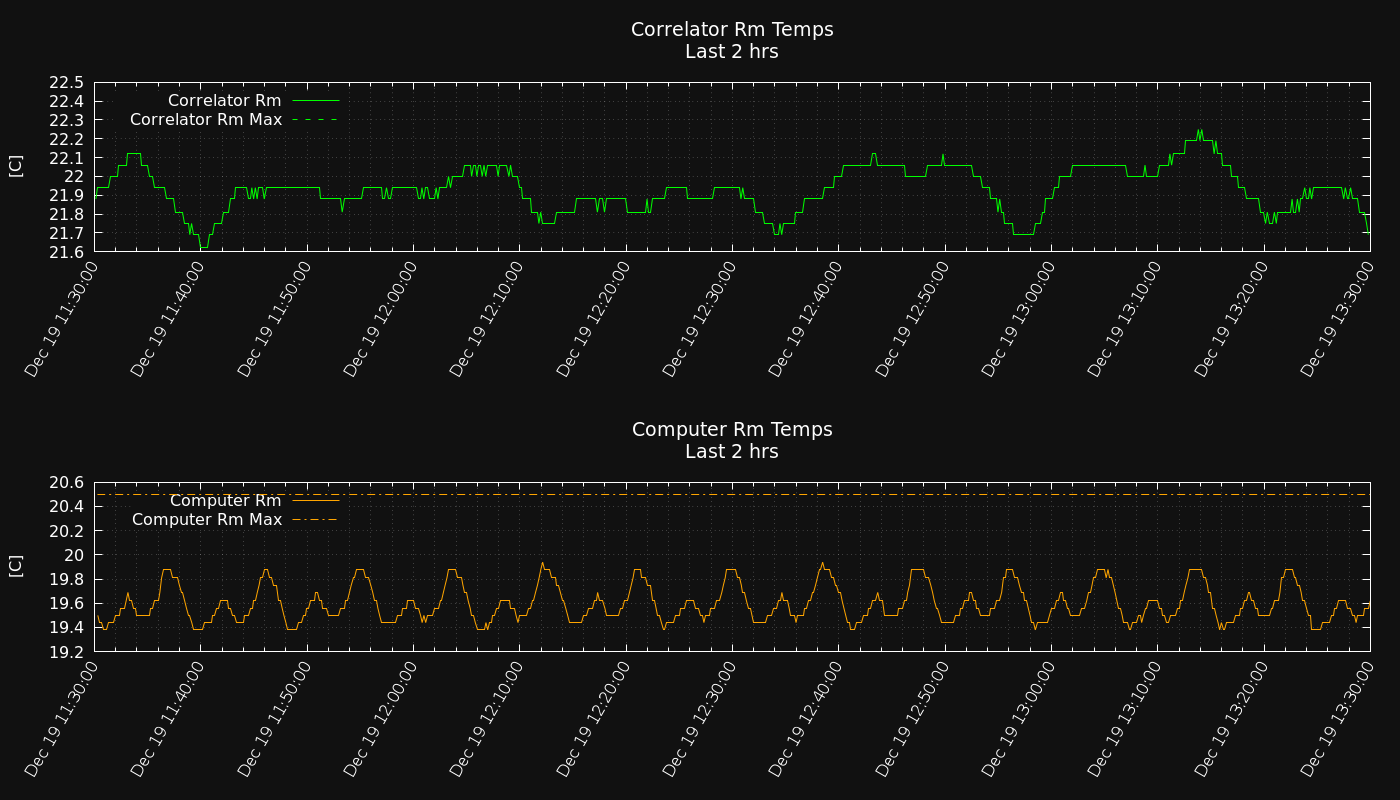 Correlator Rm Temps
Last 2 hrs
22.5
22.4
22.3
22.2
22.1
22
21.9
21.8
21.7
21.6
[C]
Correlator Rm
Correlator Rm Max
Dec 19 11:30:00
Dec 19 11:40:00
Dec 19 11:50:00
Dec 19 12:00:00
Dec 19 12:10:00
Dec 19 12:20:00
Dec 19 12:30:00
Dec 19 12:40:00
Dec 19 12:50:00
Dec 19 13:00:00
Dec 19 13:10:00
Dec 19 13:20:00
Dec 19 13:30:00
Computer Rm Temps
Last 2 hrs
20.6
20.4
20.2
20
19.8
19.6
19.4
19.2
[C]
Computer Rm
Computer Rm Max
Dec 19 11:30:00
Dec 19 11:40:00
Dec 19 11:50:00
Dec 19 12:00:00
Dec 19 12:10:00
Dec 19 12:20:00
Dec 19 12:30:00
Dec 19 12:40:00
Dec 19 12:50:00
Dec 19 13:00:00
Dec 19 13:10:00
Dec 19 13:20:00
Dec 19 13:30:00